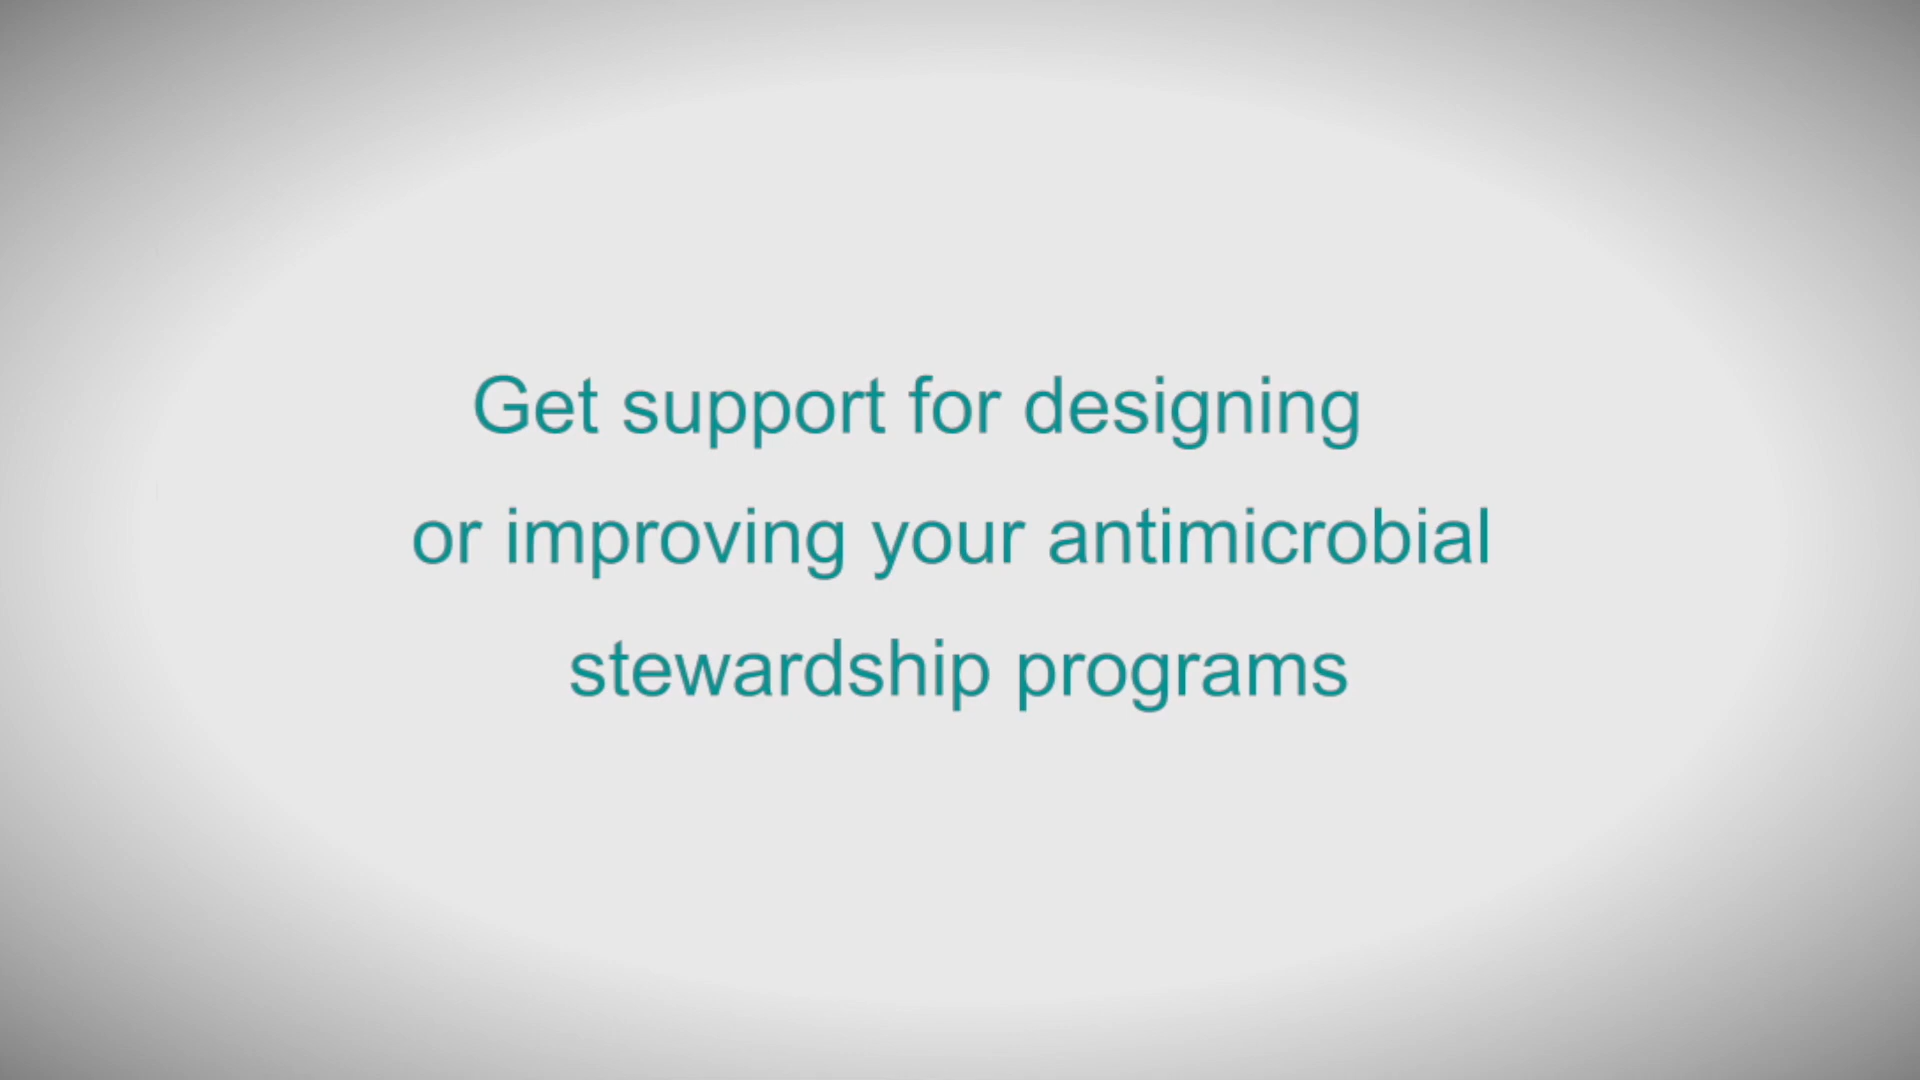 Get support for designing
or improving your antimicrobial
stewardship programs